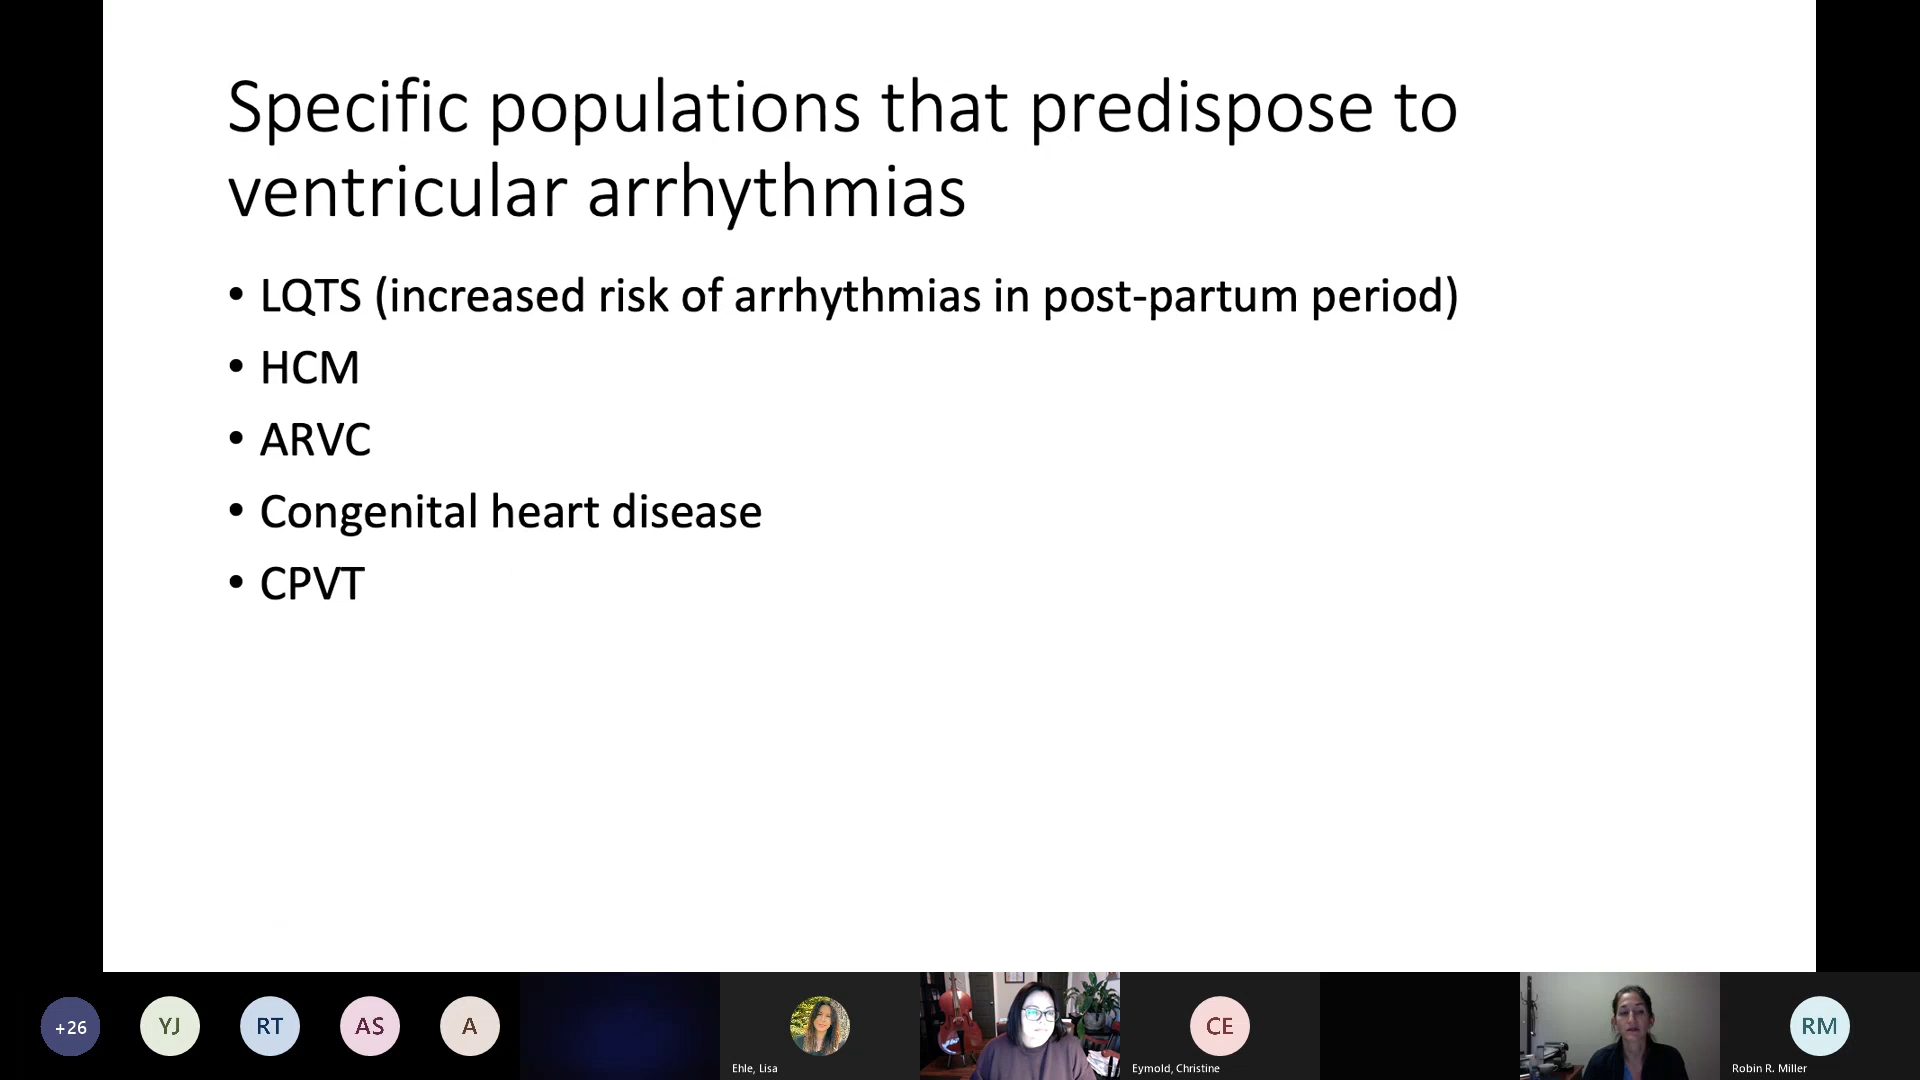 Specific populations that predispose to
ventricular arrhythmias
• LQTS (increased risk of arrhythmias in post-partum period)
• HCM
• ARVC
• Congenital heart disease
• CPVT
+26
YJ
RT
AS
A
CE
RM
Ehle, Lisa
Eymold, Christine
Robin R. Miller